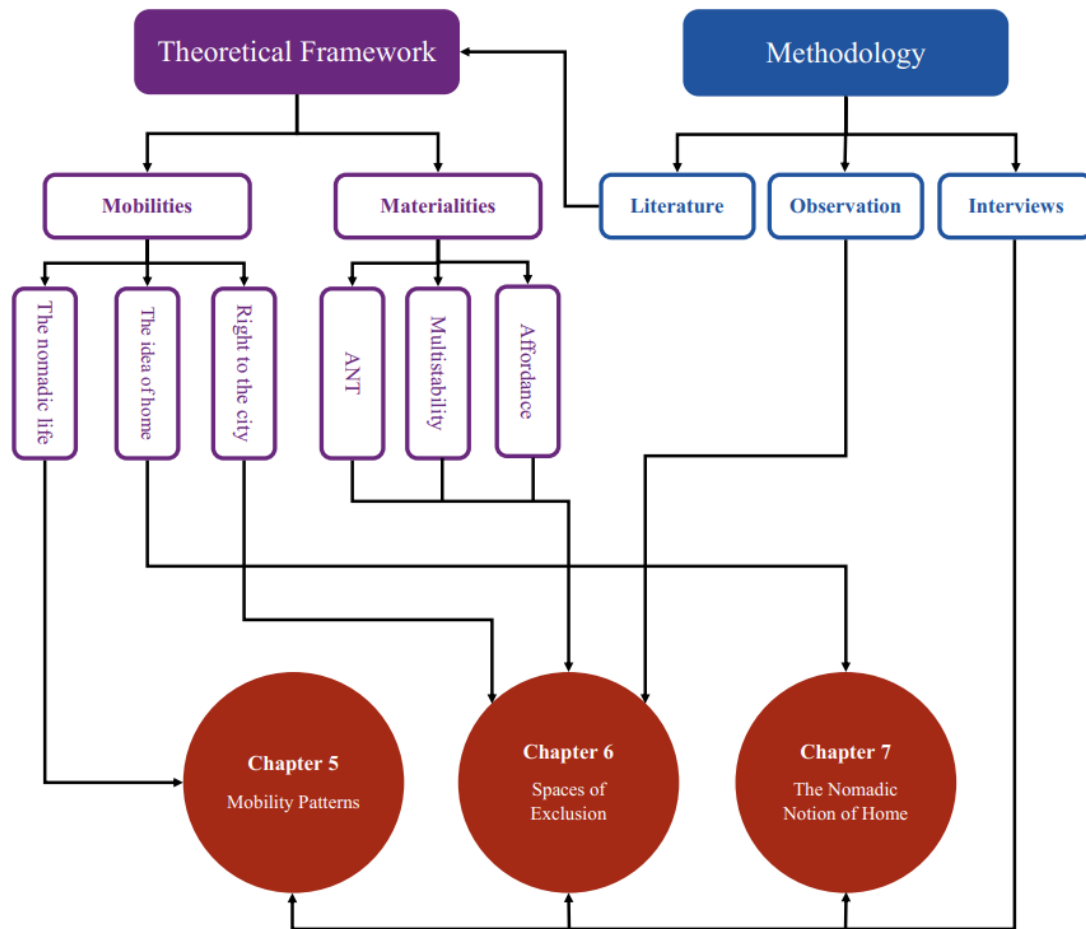 Theoretical Framework
Methodology
Mobilities
Materialities
Literature
Observation
Interviews
The nomadic life
The idea of home
Right to the city
ANT
Multistability
Affordance
Chapter 5
Mobility Patterns
Chapter 6
Spaces of
Exclusion
Chapter 7
The Nomadic
Notion of Home